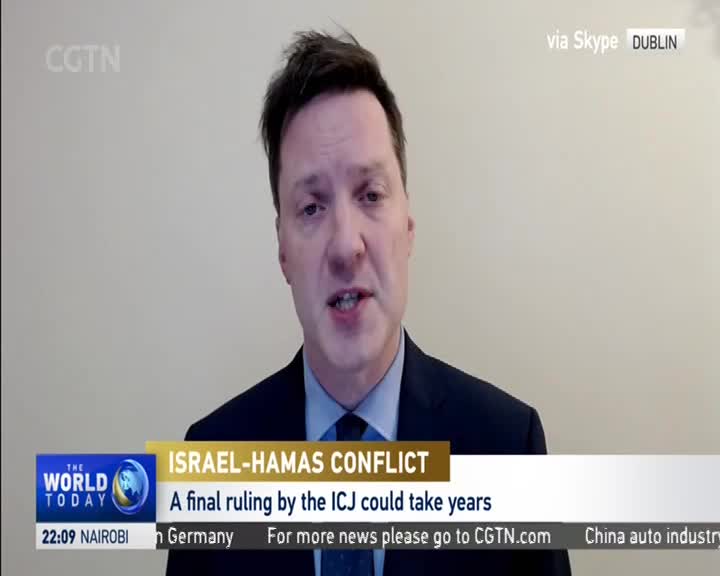 CGTN
via Skype DUBLIN
ISRAEL-HAMAS CONFLICT
THE
WORLD
TODAY
A final ruling by the ICJ could take years
22:09 NAIROBI
n Germany For more news please go to CGTN.com China auto industry